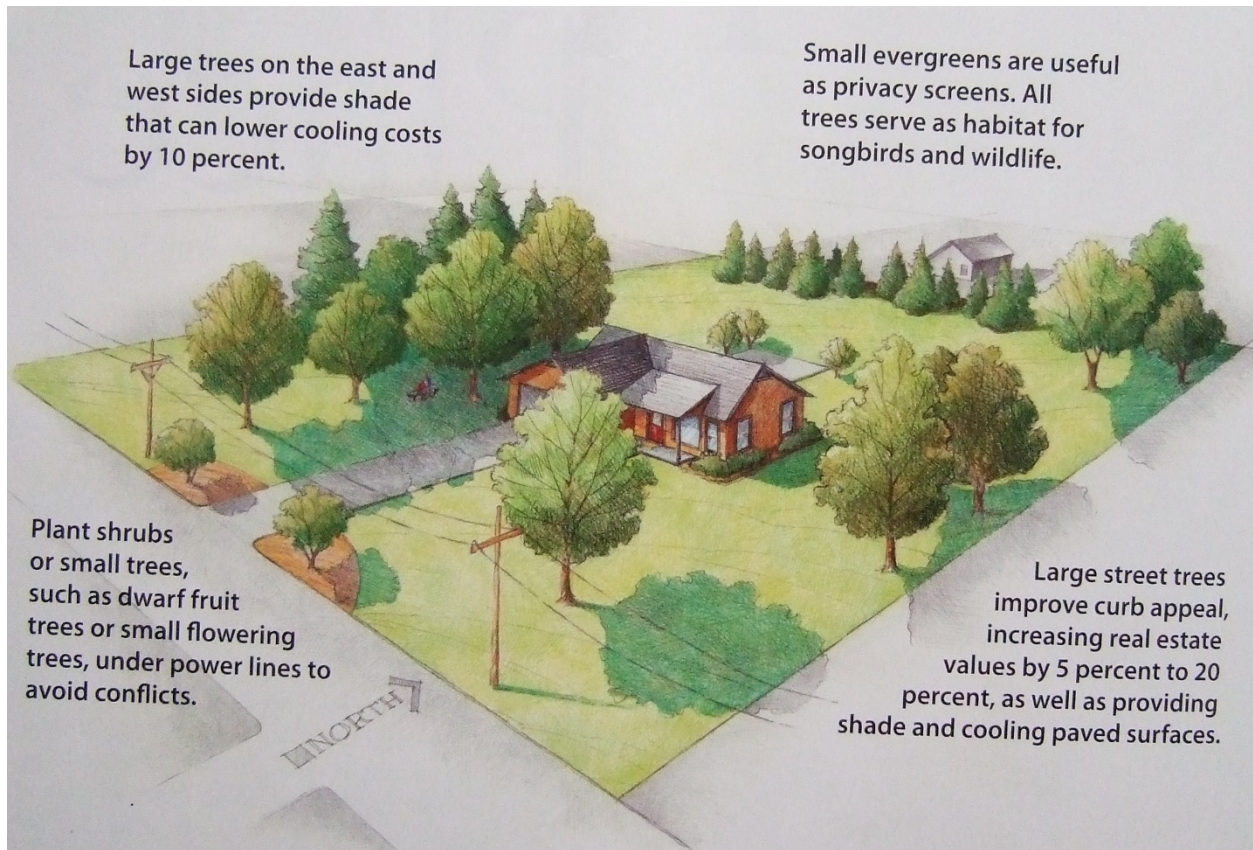 Large trees on the east and
west sides provide shade
that can lower cooling costs
by 10 percent.
Small evergreens are useful
as privacy screens. All
trees serve as habitat for
songbirds and wildlife.
Plant shrubs
or small trees,
such as dwarf fruit
trees or small flowering
trees, under power lines to
avoid conflicts.
Large street trees
improve curb appeal,
increasing real estate
values by 5 percent to 20
percent, as well as providing
shade and cooling paved surfaces.
NORTH